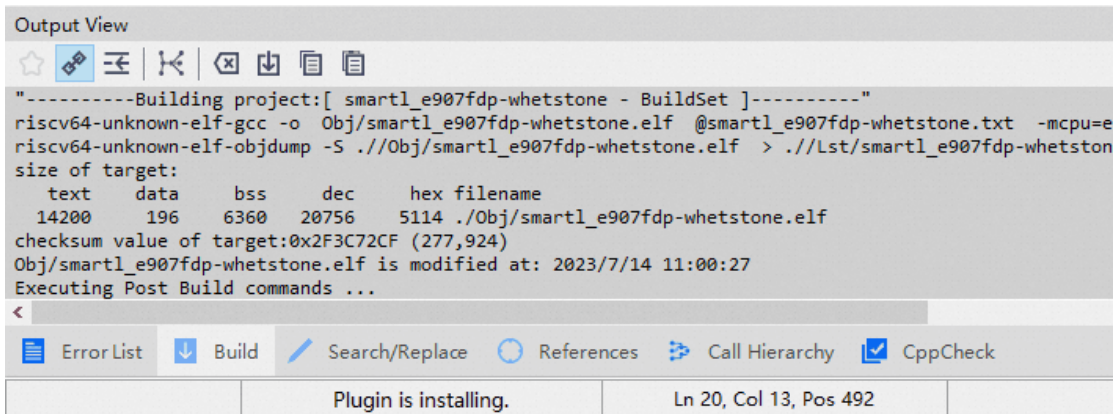 Output View
"----------Building project:[ smartl_e907fdp-whetstone - BuildSet ]----------"
riscv64-unknown-elf-gcc -o  Obj/smartl_e907fdp-whetstone.elf  @smartl_e907fdp-whetstone.txt  -mcpu=e
riscv64-unknown-elf-objdump -S .//Obj/smartl_e907fdp-whetstone.elf  > .//Lst/smartl_e907fdp-whetston
size of target:
   text    data     bss     dec     hex filename
  14200     196    6360   20756    5114 ./Obj/smartl_e907fdp-whetstone.elf
checksum value of target:0x2F3C72CF (277,924)
Obj/smartl_e907fdp-whetstone.elf is modified at: 2023/7/14 11:00:27
Executing Post Build commands ...
Error List Build Search/Replace References Call Hierarchy CppCheck
Plugin is installing. Ln 20, Col 13, Pos 492